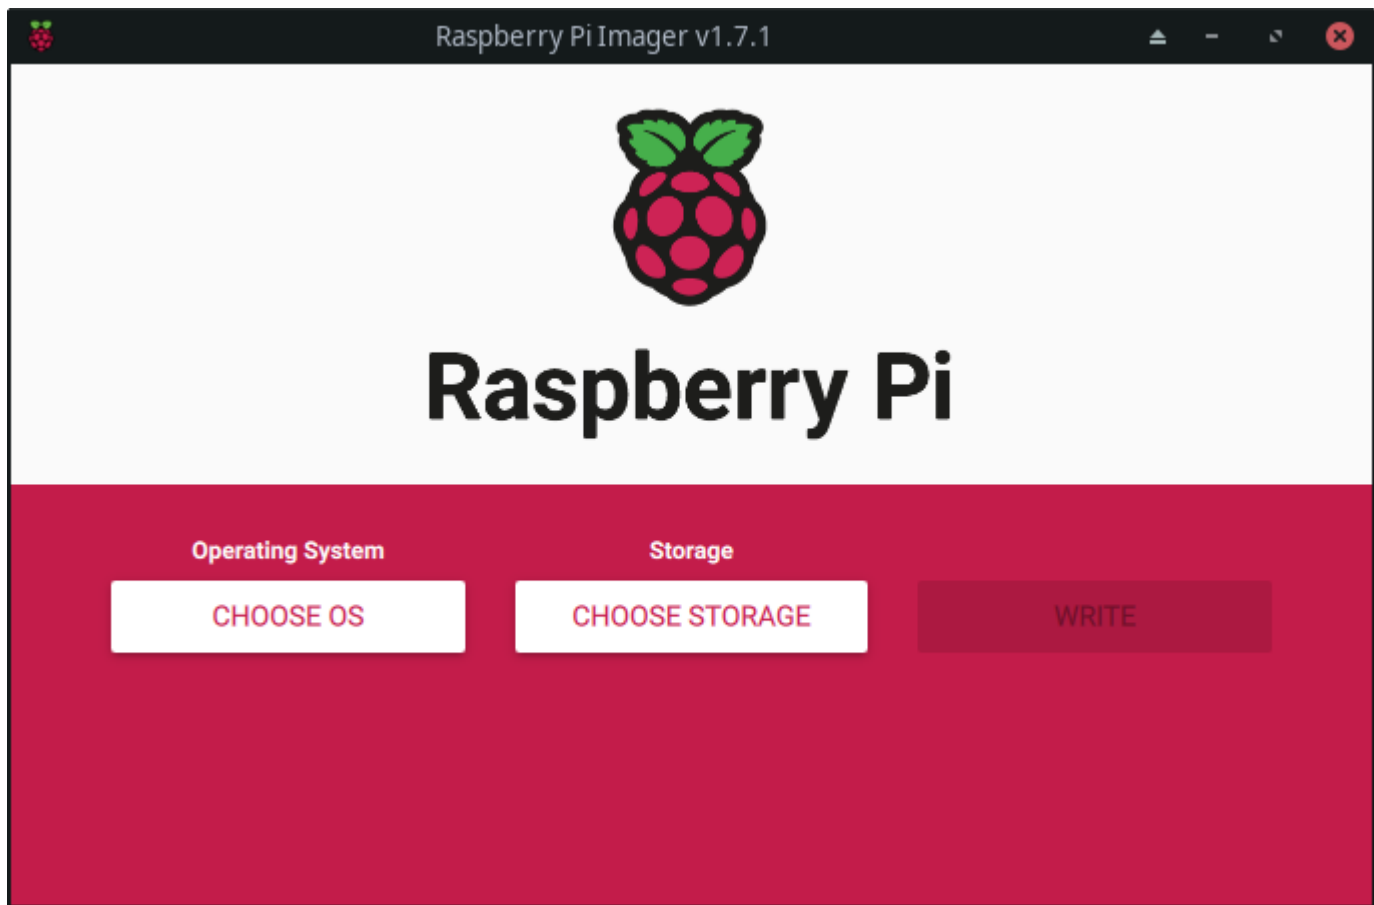 Raspberry Pi Imager v1.7.1
Raspberry Pi
Operating System
Storage
CHOOSE OS
CHOOSE STORAGE
WRITE